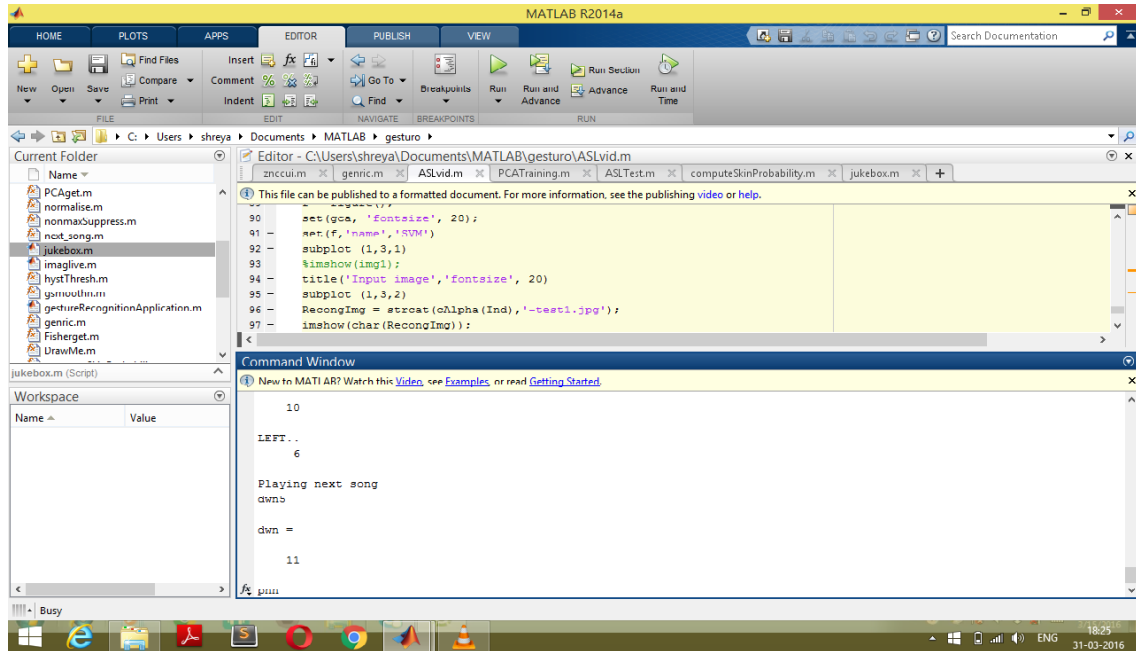 MATLAB R2014a
HOME PLOTS APPS EDITOR PUBLISH VIEW Search Documentation
New Open Save Find Files Compare Print Insert fx Comment Indent Go To Find Breakpoints Run Run and Advance Run Section Advance Run and Time
FILE EDIT NAVIGATE BREAKPOINTS RUN
C: Users shreya Documents MATLAB gesturo
Current Folder
Name
PCAget.m
normalise.m
nonmaxSuppress.m
next_song.m
jukebox.m
imaglive.m
hystThresh.m
gsmoothn.m
gestureRecognitionApplication.m
genric.m
Fisherget.m
DrawMe.m
jukebox.m (Script)
Workspace
Name Value
Editor - C:\Users\shreya\Documents\MATLAB\gesturo\ASLvid.m
znccui.m genric.m ASLvid.m PCATraining.m ASLTest.m computeSkinProbability.m jukebox.m +
This file can be published to a formatted document. For more information, see the publishing video or help.
90 set(gca, 'fontsize', 20);
91 - set(f,'name','SVM')
92 - subplot (1,3,1)
93 %imshow(img1);
94 - title('Input image','fontsize', 20)
95 - subplot (1,3,2)
96 - RecongImg = strcat(cAlpha(Ind),'-test1.jpg');
97 - imshow(char(RecongImg));
Command Window
New to MATLAB? Watch this Video, see Examples, or read Getting Started.
10
LEFT..
6
Playing next song
dwn5
dwn =
11
fx pnn
Busy
ENG
18:25
31-03-2016